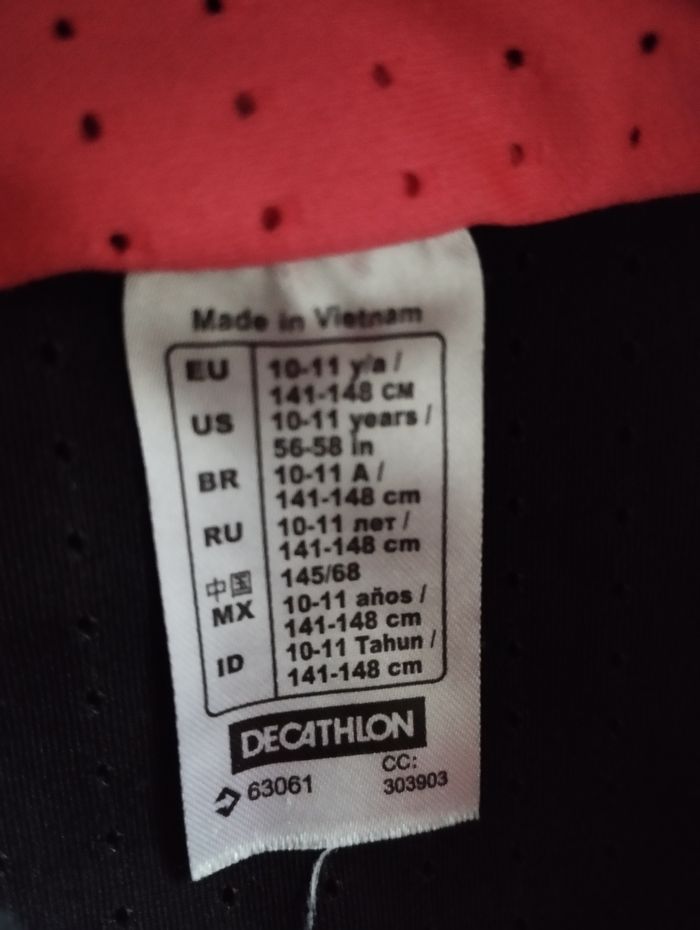 Made in Vietnam
EU 10-11 y/a /
141-148 CM
US 10-11 years /
56-58 in
BR 10-11 A /
141-148 cm
RU 10-11 лет /
141-148 cm
中国 145/68
MX 10-11 años /
141-148 cm
ID 10-11 Tahun /
141-148 cm
DECATHLON
63061 CC:
303903